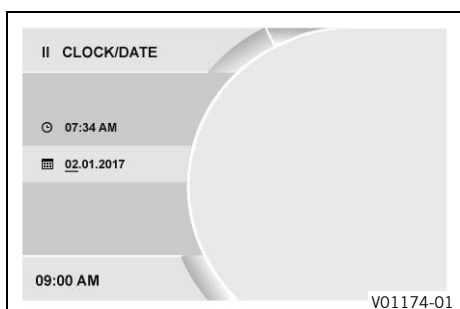 II CLOCK/DATE
07:34 AM
02.01.2017
09:00 AM
V01174-01